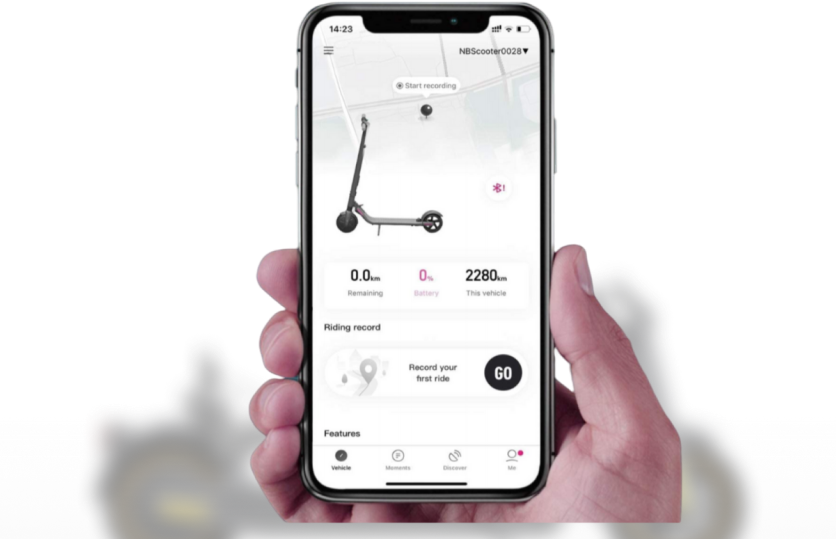 14:23
NBScooter0028▼
Start recording
0.0km
0%
2280km
Remaining
Battery
This vehicle
Riding record
Record your
first ride
GO
Features
Vehicle
Moments
Discover
Me